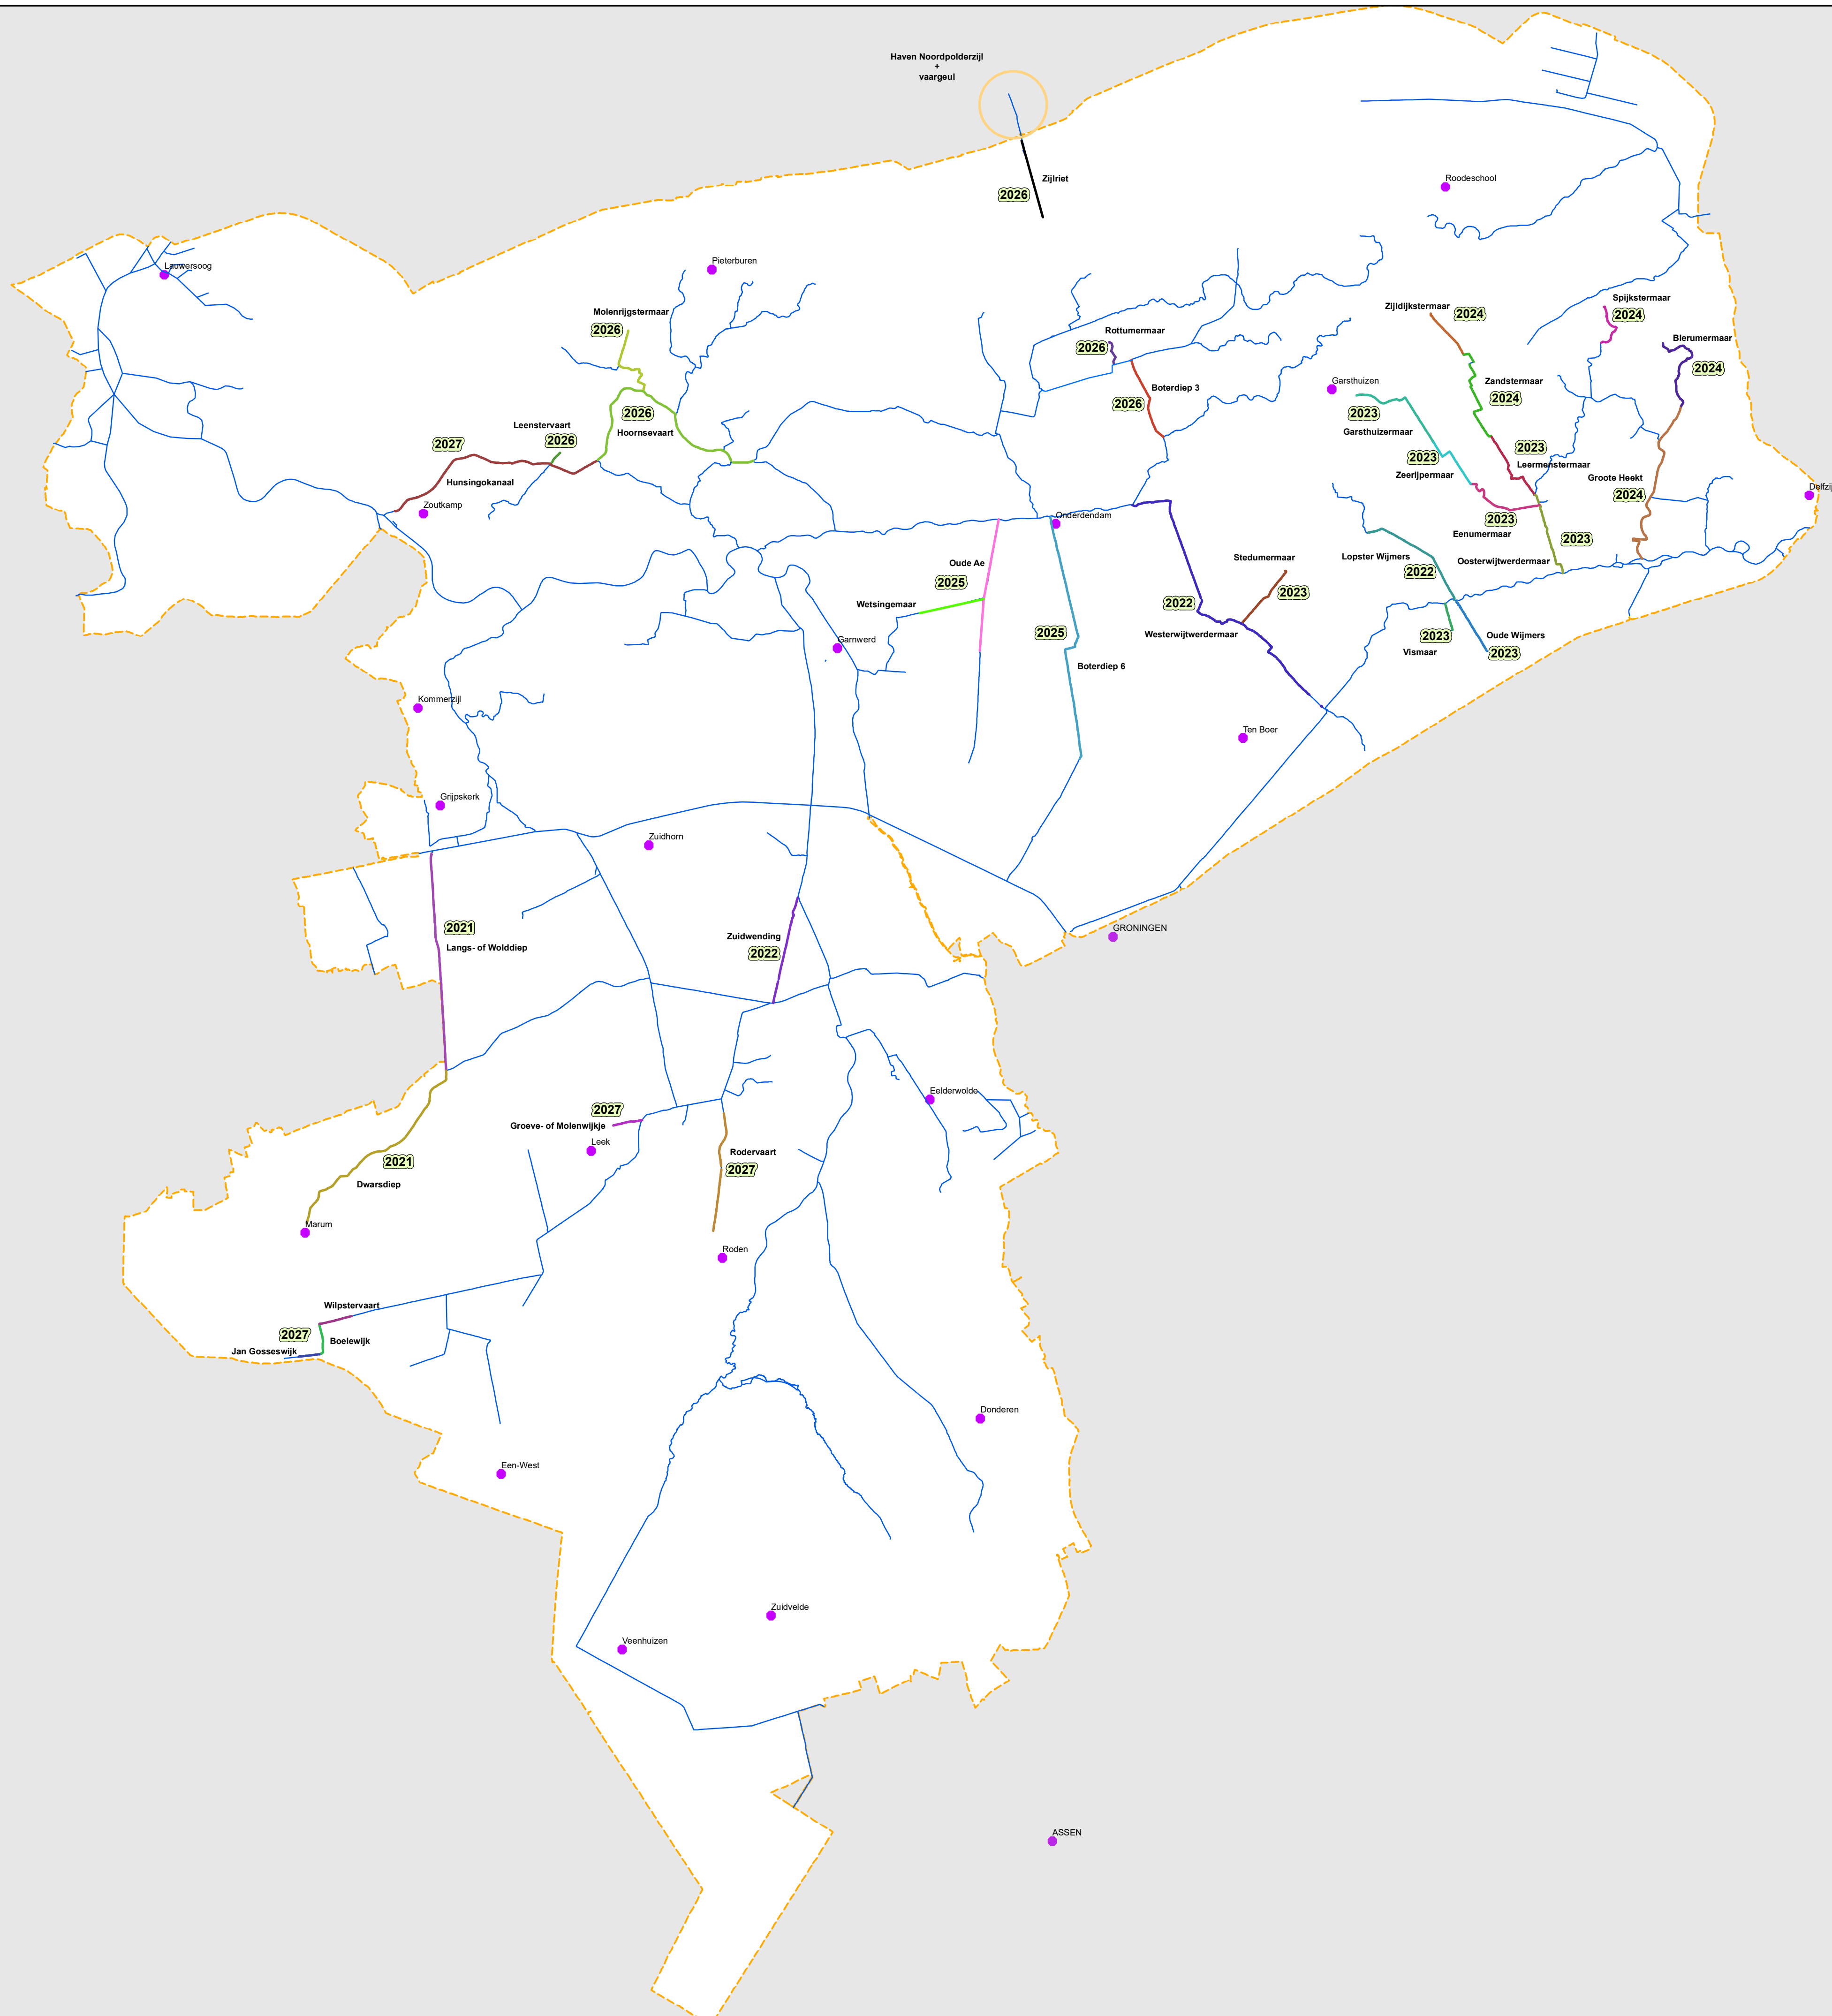 Haven Noordpolderzijl
+
vaargeul
Zijlriet
2026
Roodeschool
Lauwersoog
Pieterburen
Molenrijgstermaar
2026
Zijldijkstermaar
2024
Spijkstermaar
2024
Rottumermaar
2026
Bierumermaar
2024
Boterdiep 3
2026
Garsthuizen
2023
Garsthuizermaar
Zandstermaar
2024
Leenstervaart
2026
2026
Hoornsevaart
2027
Hunsingokanaal
Zoutkamp
2023
Leermenstermaar
2023
Zeerijpermaar
Groote Heekt
2024
Delfzij
2023
Eenumermaar
2023
Oosterwijtwerdermaar
Onderdendam
Oude Ae
2025
Wetsingemaar
Stedumermaar
2023
Lopster Wijmers
2022
2022
Westerwijtwerdermaar
2025
Boterdiep 6
2023
Vismaar
Oude Wijmers
2023
Garnwerd
Kommerzijl
Ten Boer
Grijpskerk
Zuidhorn
2021
Langs- of Wolddiep
Zuidwending
2022
GRONINGEN
Eelderwolde
2027
Groeve- of Molenwijkje
Leek
Rodervaart
2027
2021
Dwarsdiep
Marum
Roden
Wilpstervaart
2027
Boelewijk
Jan Gosseswijk
Donderen
Een-West
Zuidvelde
Veenhuizen
ASSEN